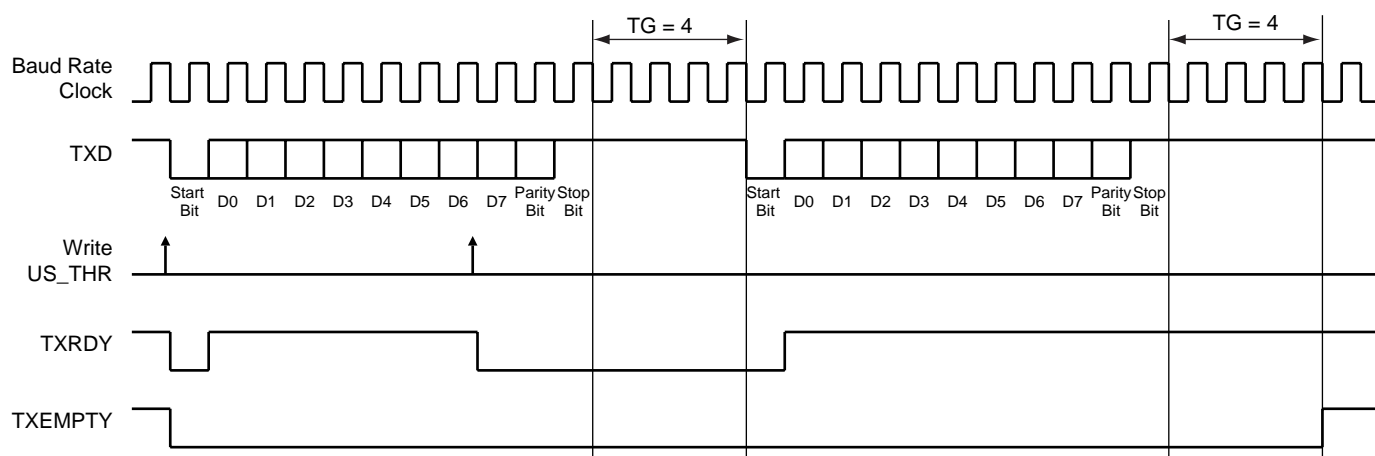 TG = 4
TG = 4
Baud Rate
Clock
TXD
Start
Bit
D0
D1
D2
D3
D4
D5
D6
D7
Parity
Bit
Stop
Bit
Start
Bit
D0
D1
D2
D3
D4
D5
D6
D7
Parity
Bit
Stop
Bit
Write
US_THR
TXRDY
TXEMPTY